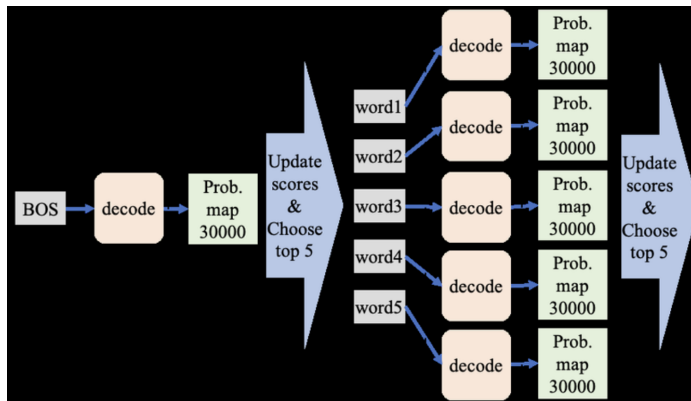 BOS
decode
Prob.
map
30000
Update
scores
&
Choose
top 5
word1
word2
word3
word4
word5
decode
decode
decode
decode
decode
Prob.
map
30000
Prob.
map
30000
Prob.
map
30000
Prob.
map
30000
Prob.
map
30000
Update
scores
&
Choose
top 5